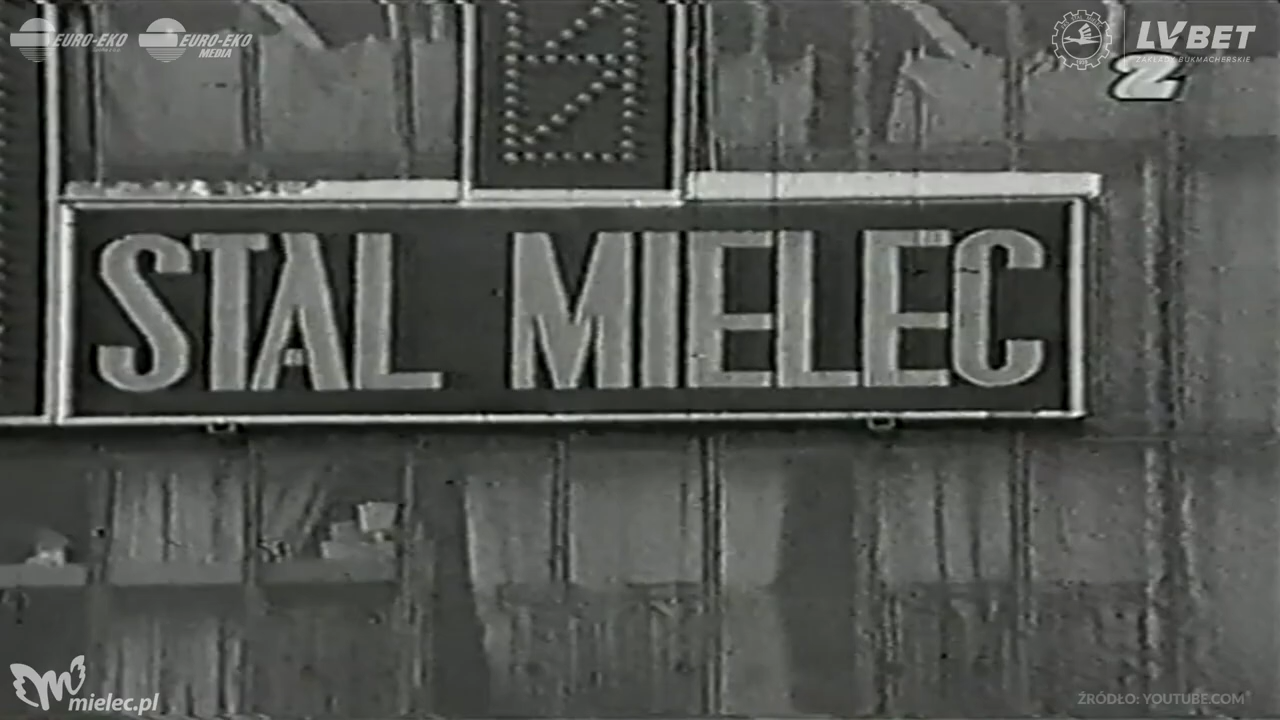 EURO-EKO
EURO-EKO
MEDIA
LVBET
ZAKŁADY BUKMACHERSKIE
2
STAL MIELEC
mielec.pl
ŹRÓDŁO: YOUTUBE.COM